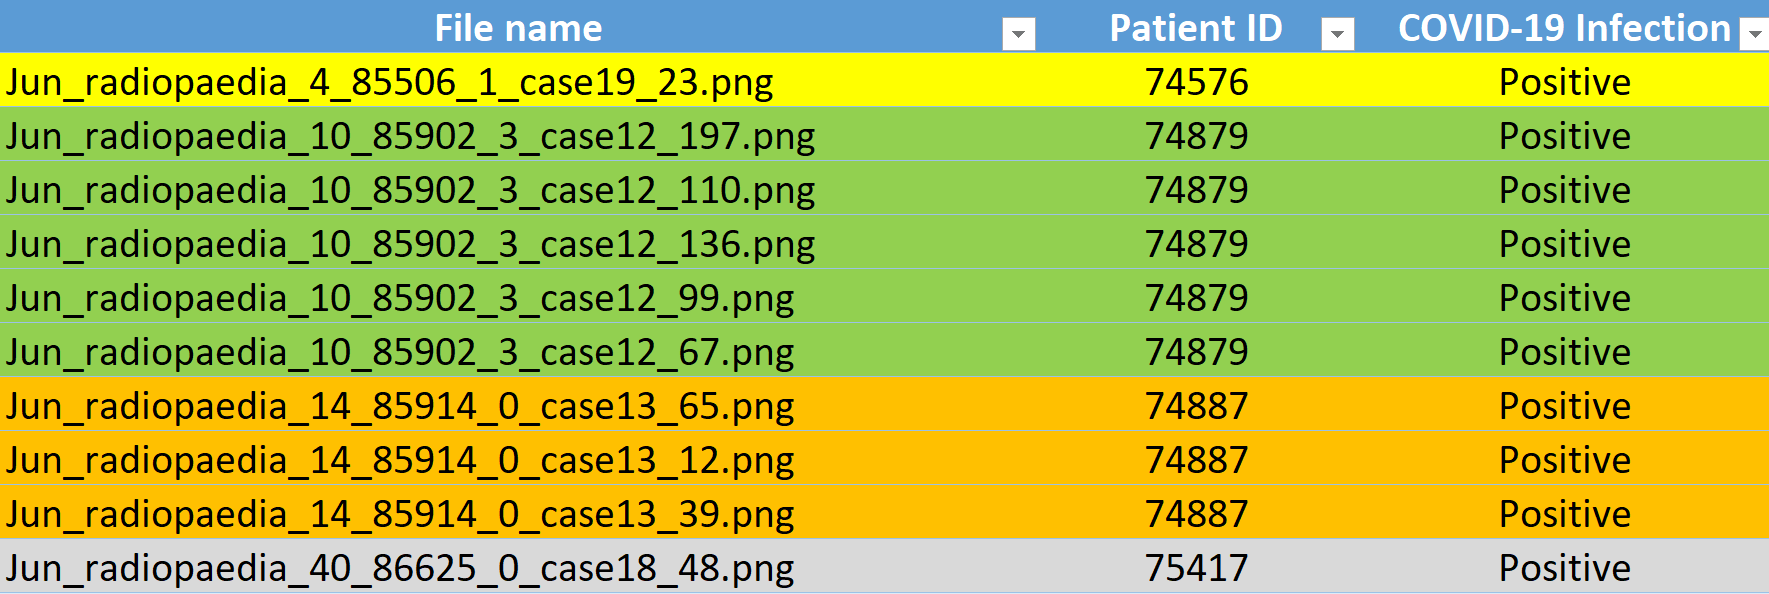 File name Patient ID COVID-19 Infection
Jun_radiopaedia_4_85506_1_case19_23.png 74576 Positive
Jun_radiopaedia_10_85902_3_case12_197.png 74879 Positive
Jun_radiopaedia_10_85902_3_case12_110.png 74879 Positive
Jun_radiopaedia_10_85902_3_case12_136.png 74879 Positive
Jun_radiopaedia_10_85902_3_case12_99.png 74879 Positive
Jun_radiopaedia_10_85902_3_case12_67.png 74879 Positive
Jun_radiopaedia_14_85914_0_case13_65.png 74887 Positive
Jun_radiopaedia_14_85914_0_case13_12.png 74887 Positive
Jun_radiopaedia_14_85914_0_case13_39.png 74887 Positive
Jun_radiopaedia_40_86625_0_case18_48.png 75417 Positive